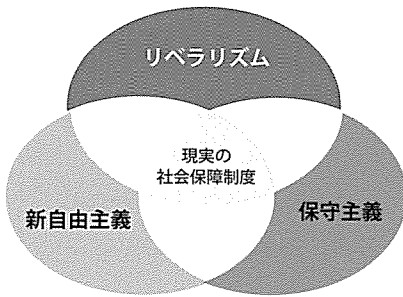 リベラリズム
現実の
社会保障制度
新自由主義
保守主義